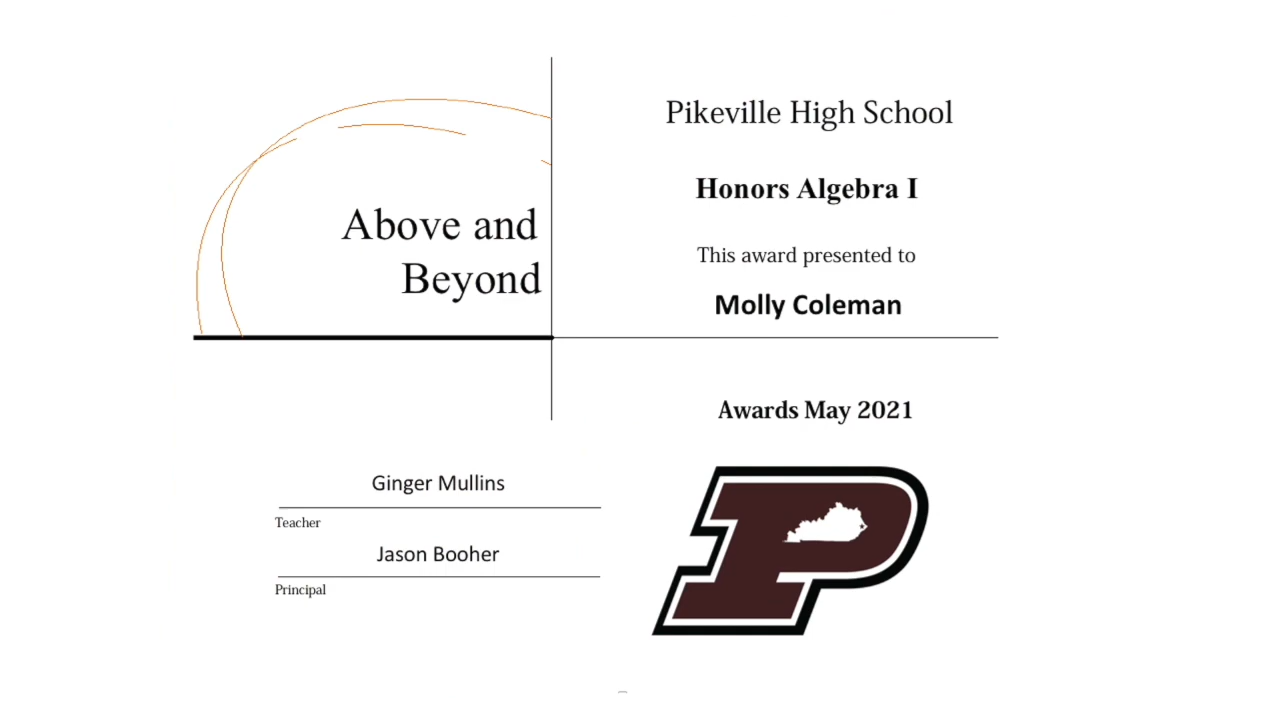 Above and
Beyond
Pikeville High School
Honors Algebra I
This award presented to
Molly Coleman
Awards May 2021
Ginger Mullins
Teacher
Jason Booher
Principal
P